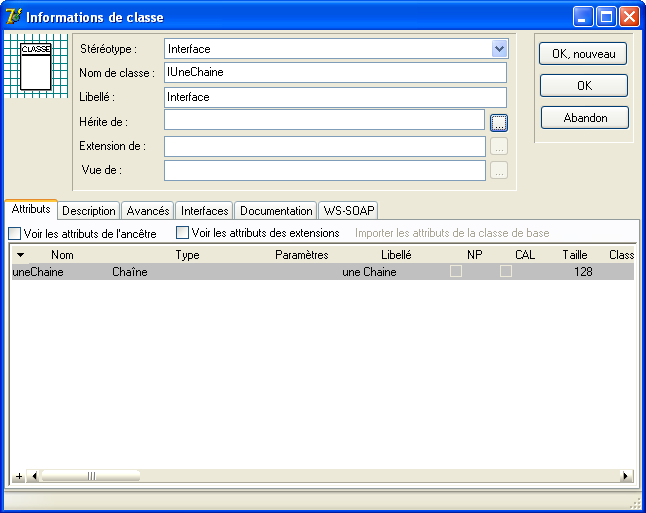 Informations de classe
CLASSE
Stéréotype : Interface
Nom de classe : IUneChaine
Libellé : Interface
Hérite de : ...
Extension de : ...
Vue de : ...
OK, nouveau
OK
Abandon
Attributs Description Avancés Interfaces Documentation WS-SOAP
Voir les attributs de l'ancêtre Voir les attributs des extensions Importer les attributs de la classe de base
Nom Type Paramètres Libellé NP CAL Taille Class
uneChaine Chaîne une Chaine 128
+